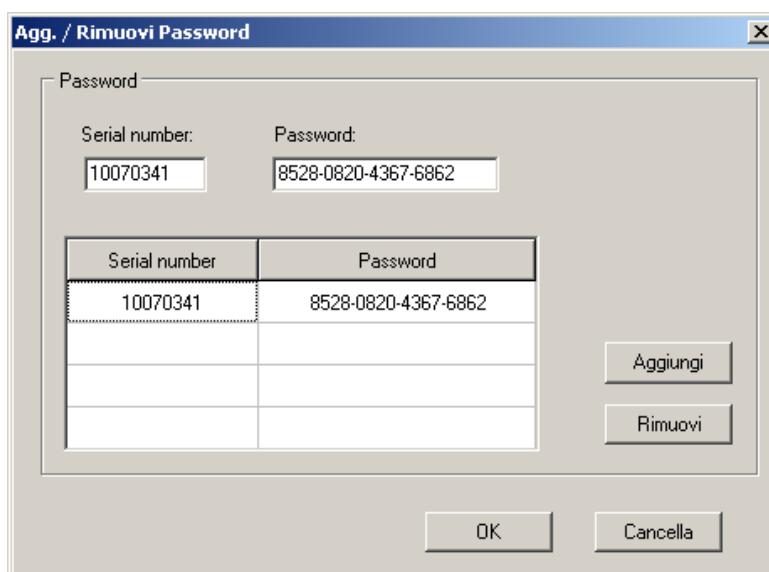 Agg. / Rimuovi Password
Password
Serial number: Password:
10070341 8528-0820-4367-6862
Serial number Password
10070341 8528-0820-4367-6862
Aggiungi
Rimuovi
OK Cancella